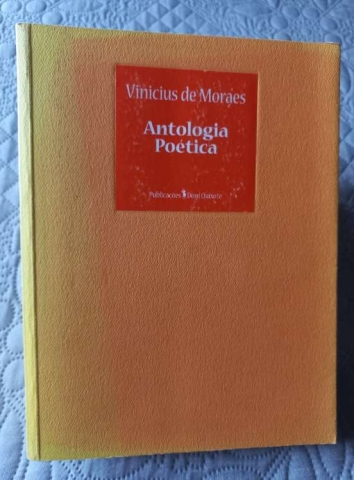 Vinicius de Moraes
Antologia
Poética
Publicações Dom Quixote